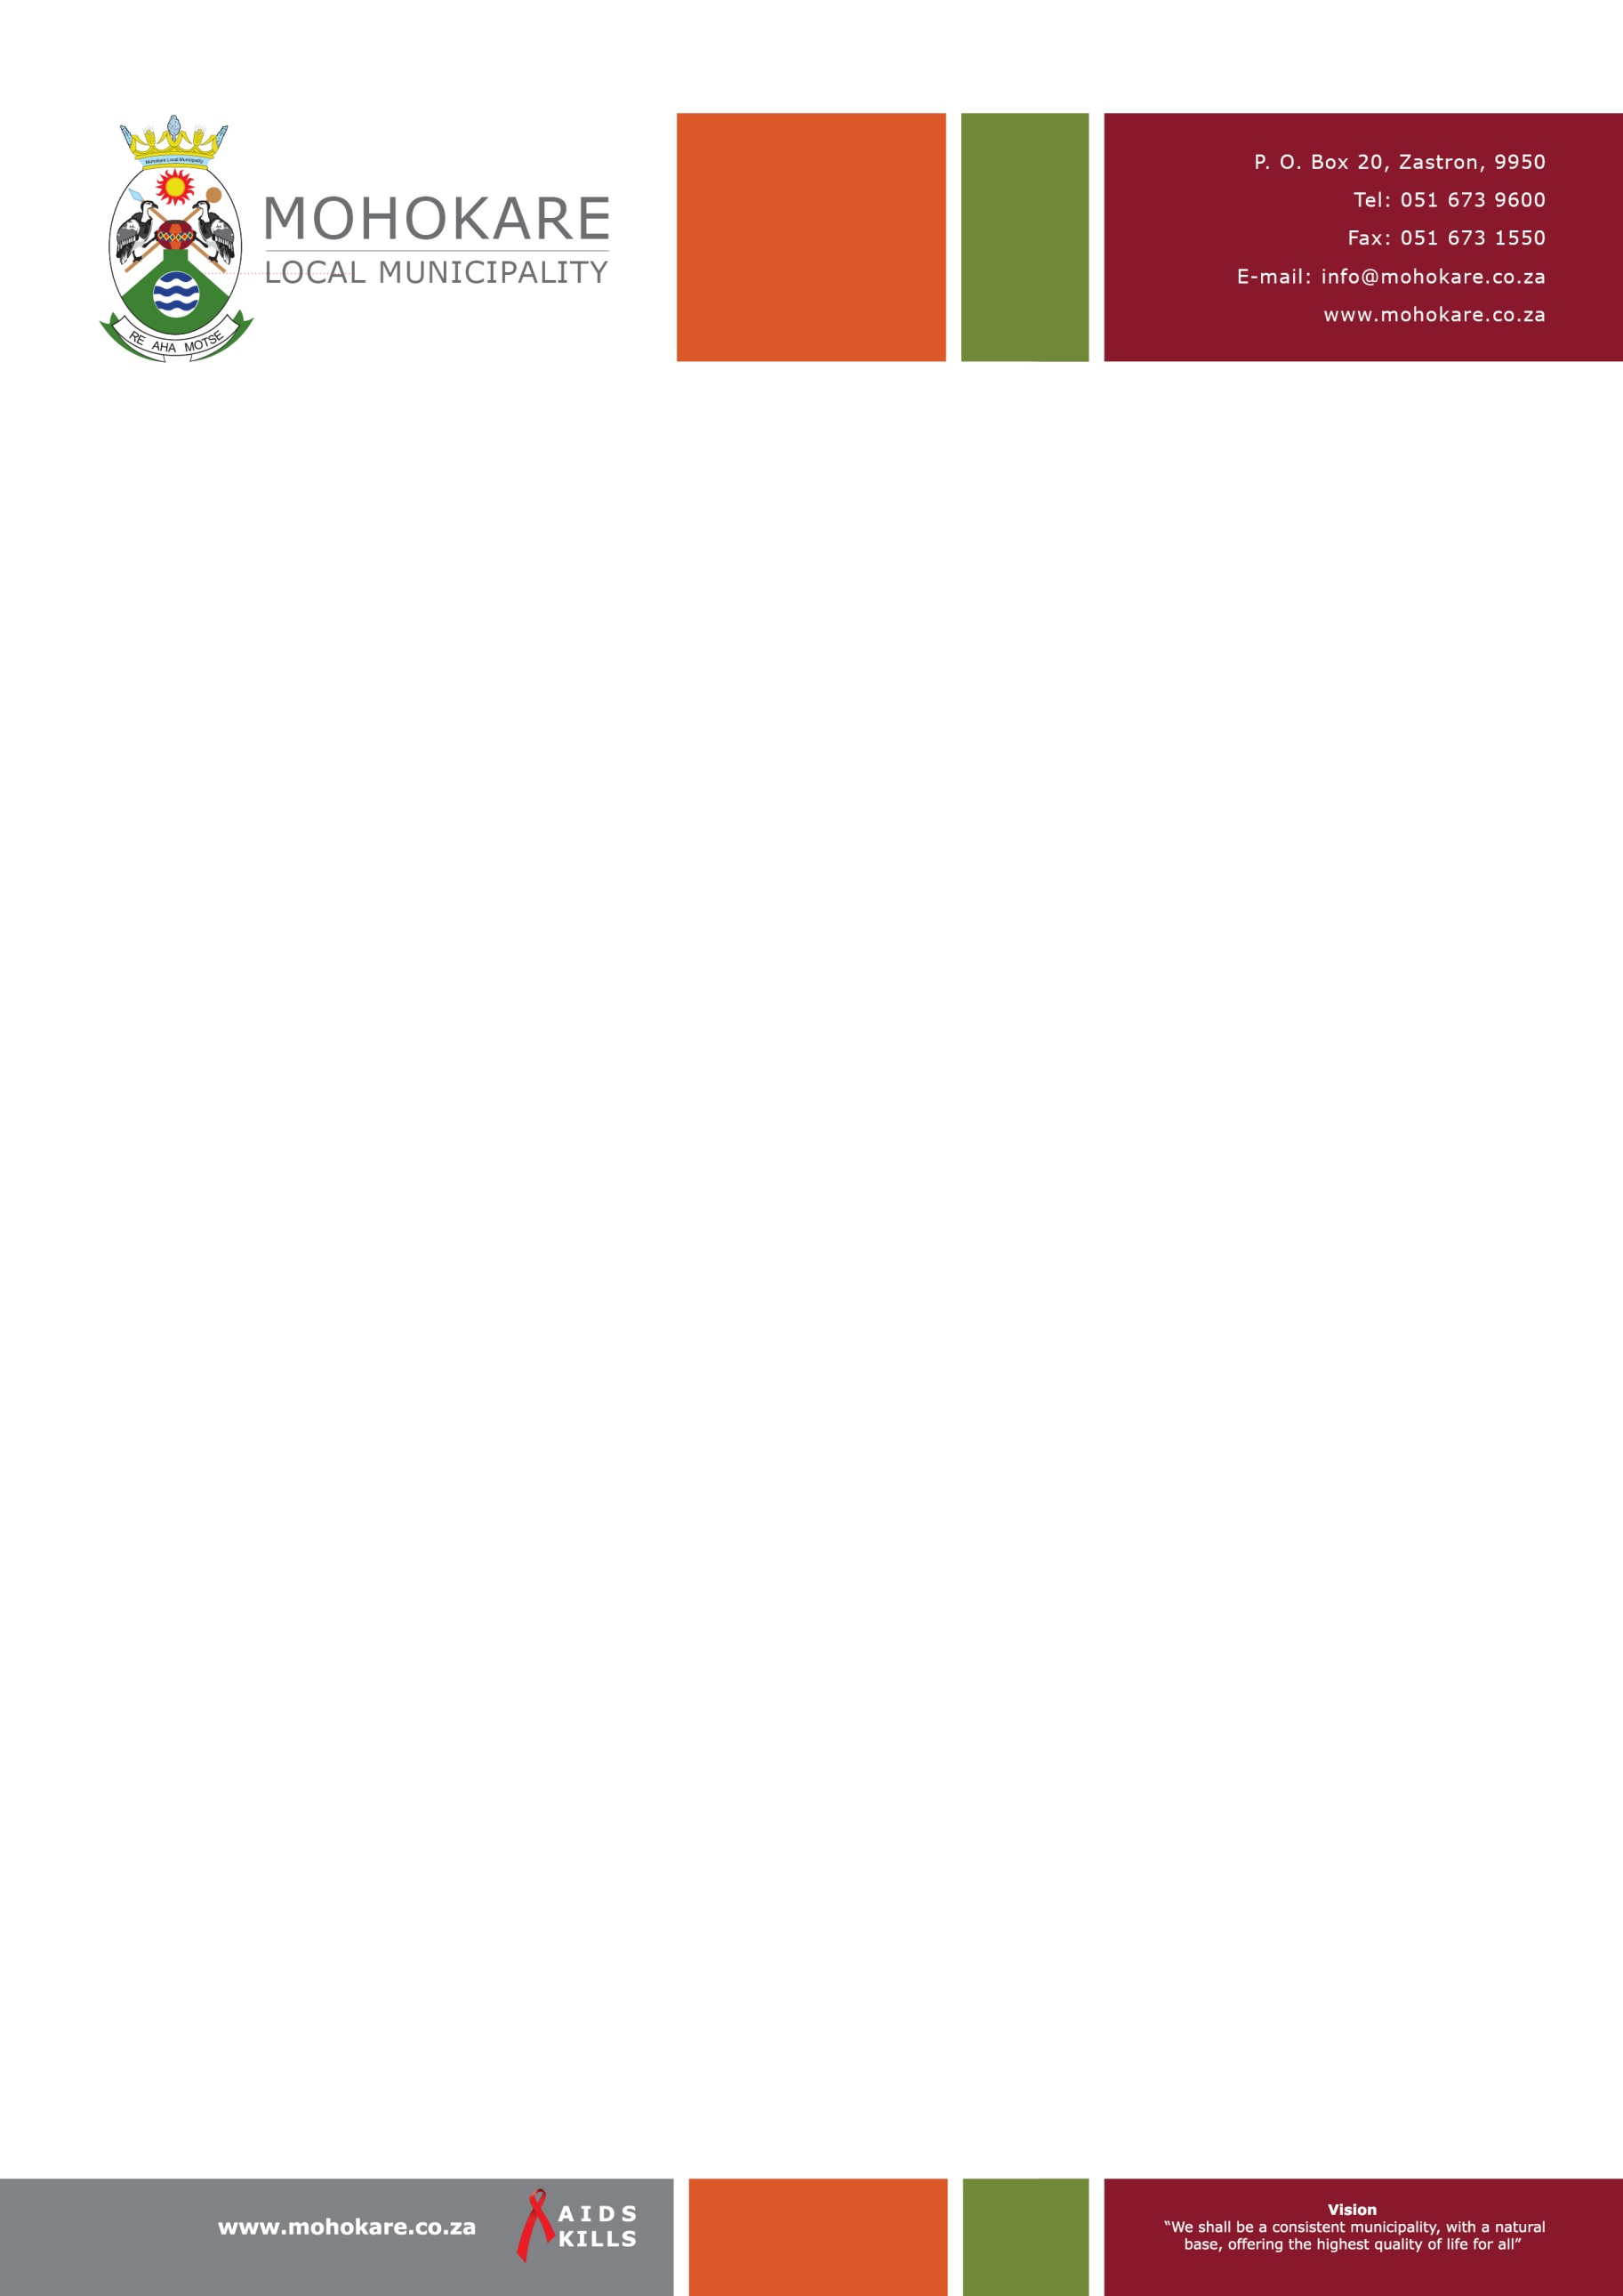 Mohokare Local Municipality
RE AHA MOTSE
MOHOKARE
LOCAL MUNICIPALITY
P. O. Box 20, Zastron, 9950
Tel: 051 673 9600
Fax: 051 673 1550
E-mail: info@mohokare.co.za
www.mohokare.co.za
www.mohokare.co.za
AIDS
KILLS
Vision
“We shall be a consistent municipality, with a natural
base, offering the highest quality of life for all”